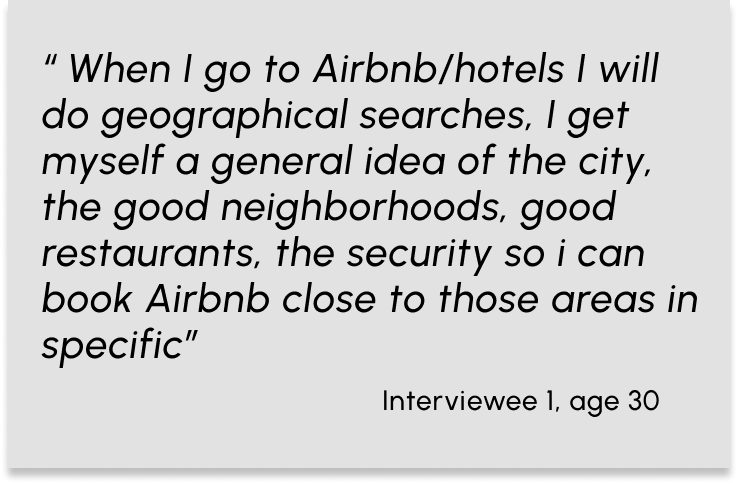 “ When I go to Airbnb/hotels I will
do geographical searches, I get
myself a general idea of the city,
the good neighborhoods, good
restaurants, the security so i can
book Airbnb close to those areas in
specific”
Interviewee 1, age 30